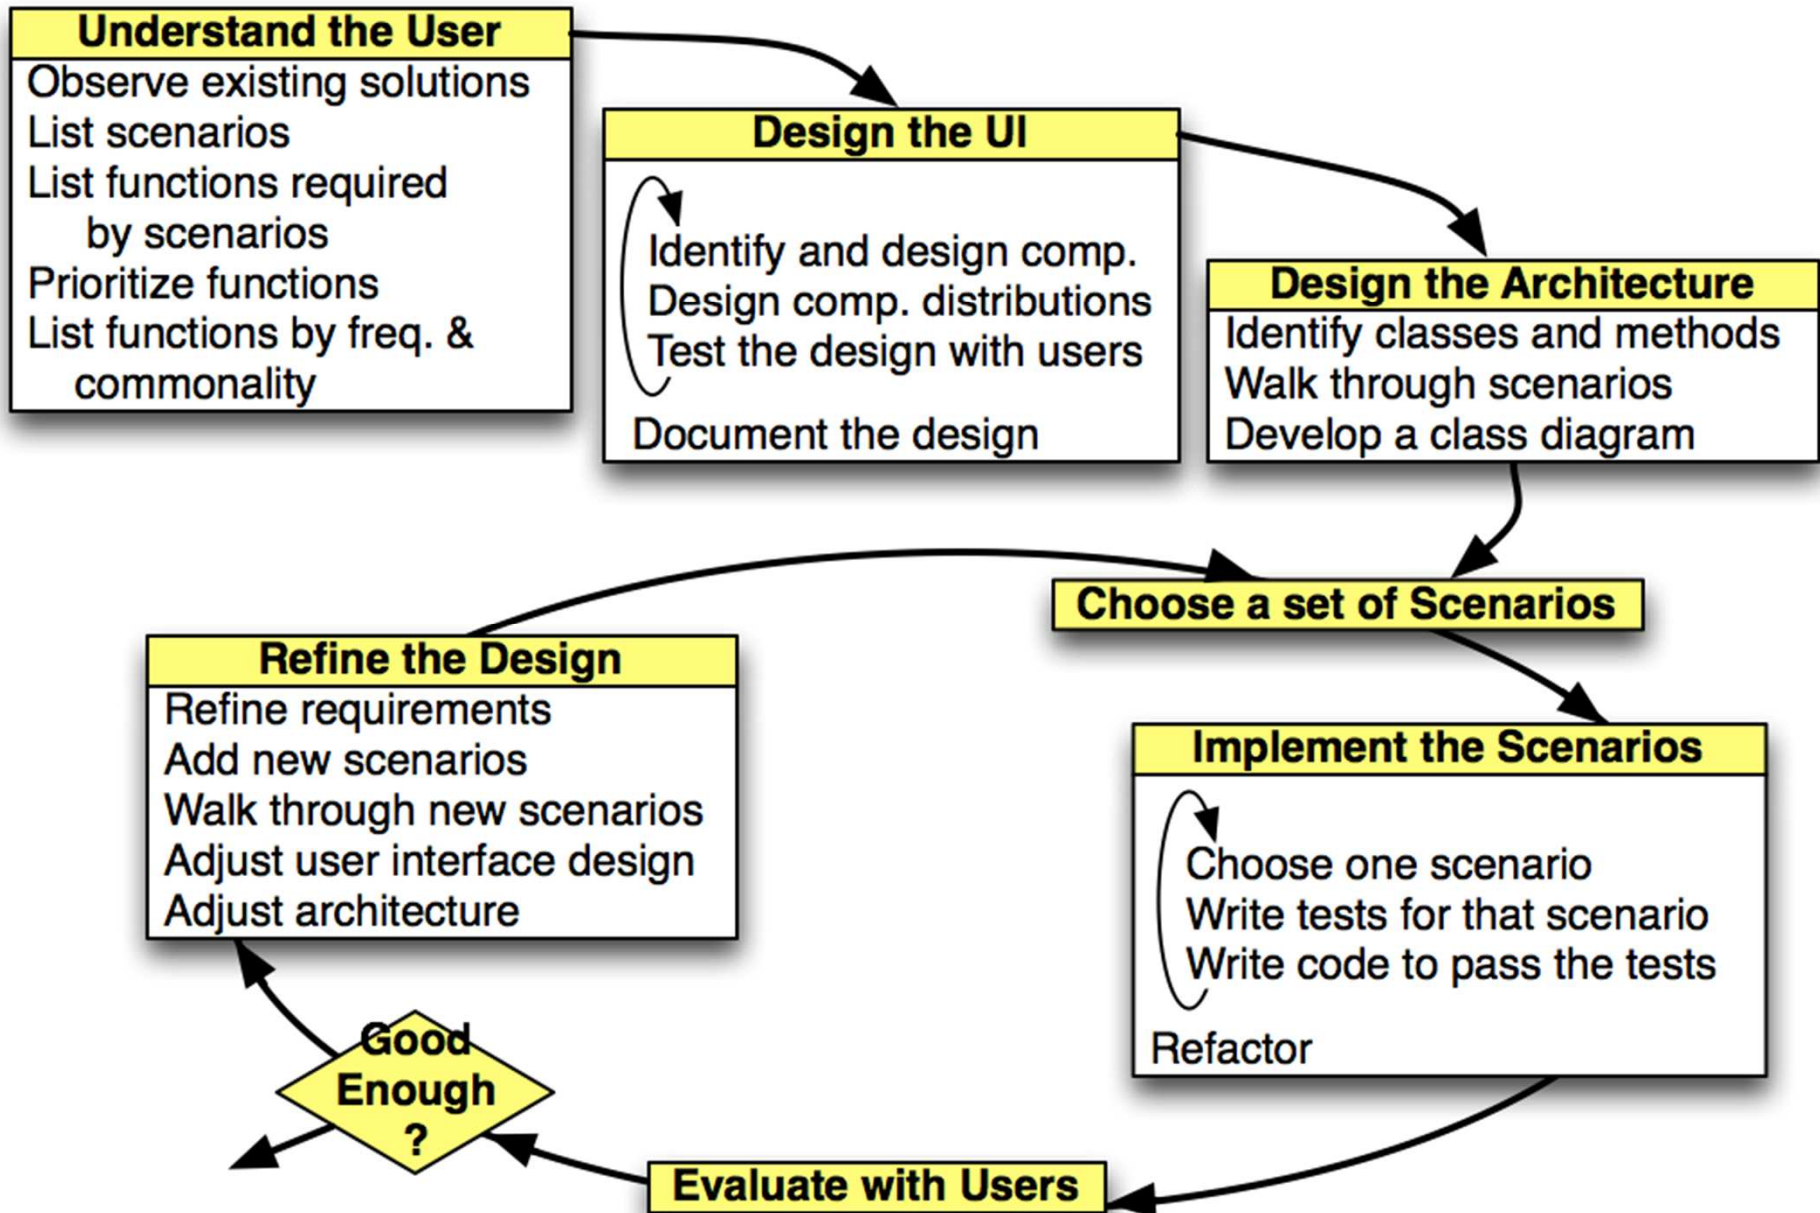 Understand the User
Observe existing solutions
List scenarios
List functions required
by scenarios
Prioritize functions
List functions by freq. &
commonality
Design the UI
Identify and design comp.
Design comp. distributions
Test the design with users
Document the design
Design the Architecture
Identify classes and methods
Walk through scenarios
Develop a class diagram
Choose a set of Scenarios
Implement the Scenarios
Choose one scenario
Write tests for that scenario
Write code to pass the tests
Refactor
Evaluate with Users
Good
Enough
?
Refine the Design
Refine requirements
Add new scenarios
Walk through new scenarios
Adjust user interface design
Adjust architecture